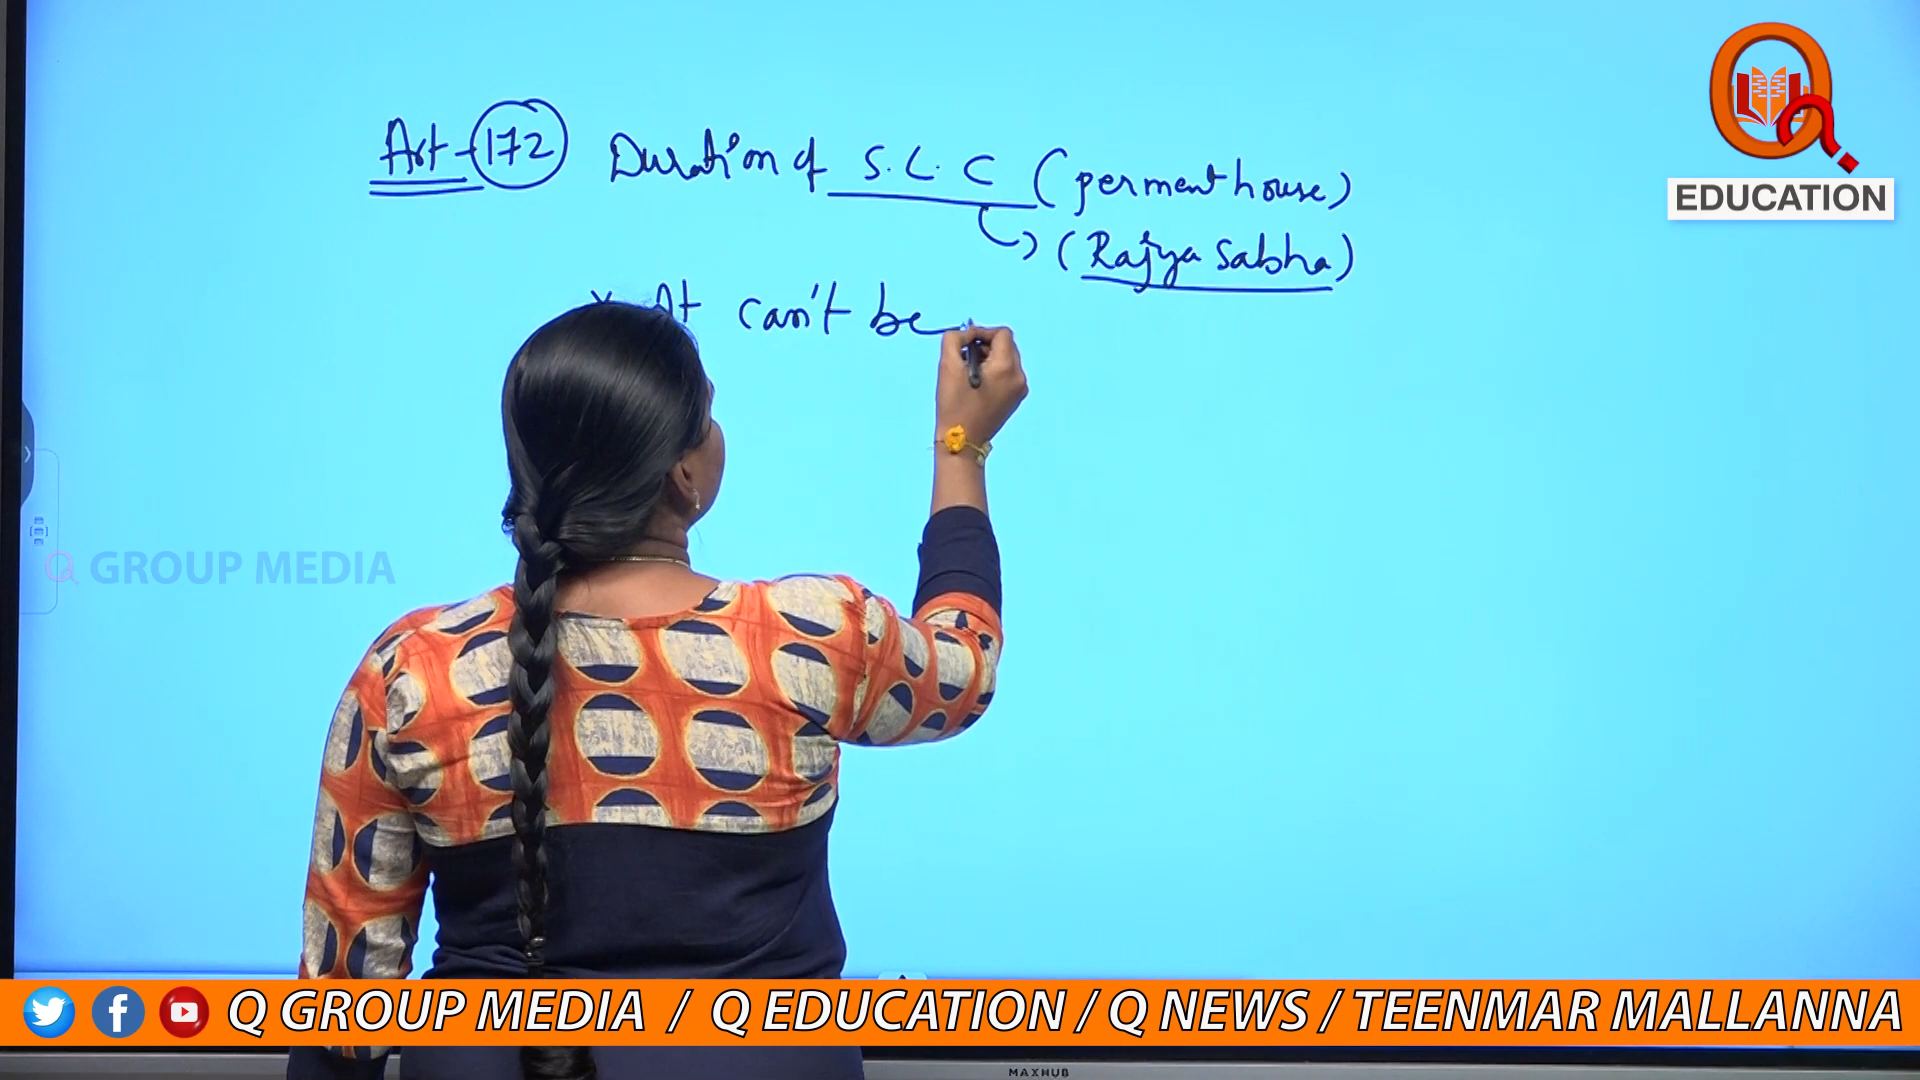 Art - 172 Duration of S.L.C (perment house)
(Rajya Sabha)
* It can't be
EDUCATION
GROUP MEDIA
Q GROUP MEDIA / Q EDUCATION / Q NEWS / TEENMAR MALLANNA
MAXHUB